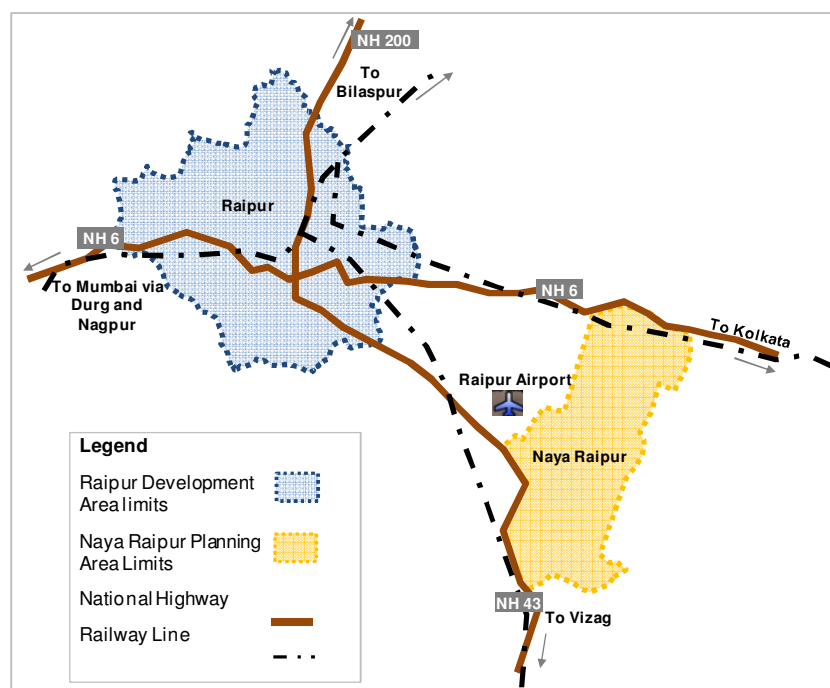 NH 200
To
Bilaspur
Raipur
NH 6
To Mumbai via
Durg and
Nagpur
NH 6
To Kolkata
Raipur Airport
Naya Raipur
Legend
Raipur Development
Area limits
Naya Raipur Planning
Area Limits
National Highway
Railway Line
NH 43
To Vizag